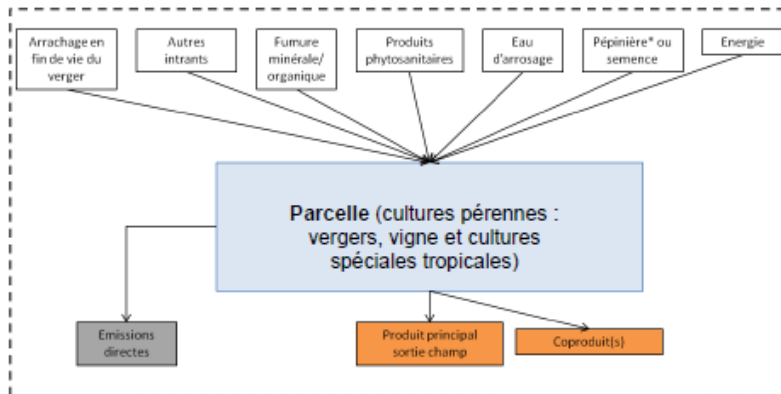 Arrachage en
fin de vie du
verger
Autres
intrants
Fumure
minérale/
organique
Produits
phytosanitaires
Eau
d'arrosage
Pépinière* ou
semence
Energie
Parcelle (cultures pérennes :
vergers, vigne et cultures
spéciales tropicales)
Emissions
directes
Produit principal
sortie champ
Coproduit(s)